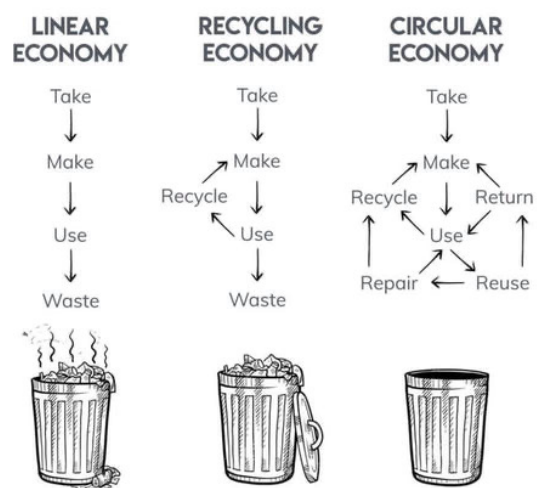 LINEAR
ECONOMY
Take
Make
Use
Waste
RECYCLING
ECONOMY
Take
Make
Recycle
Use
Waste
CIRCULAR
ECONOMY
Take
Make
Recycle
Return
Use
Repair
Reuse